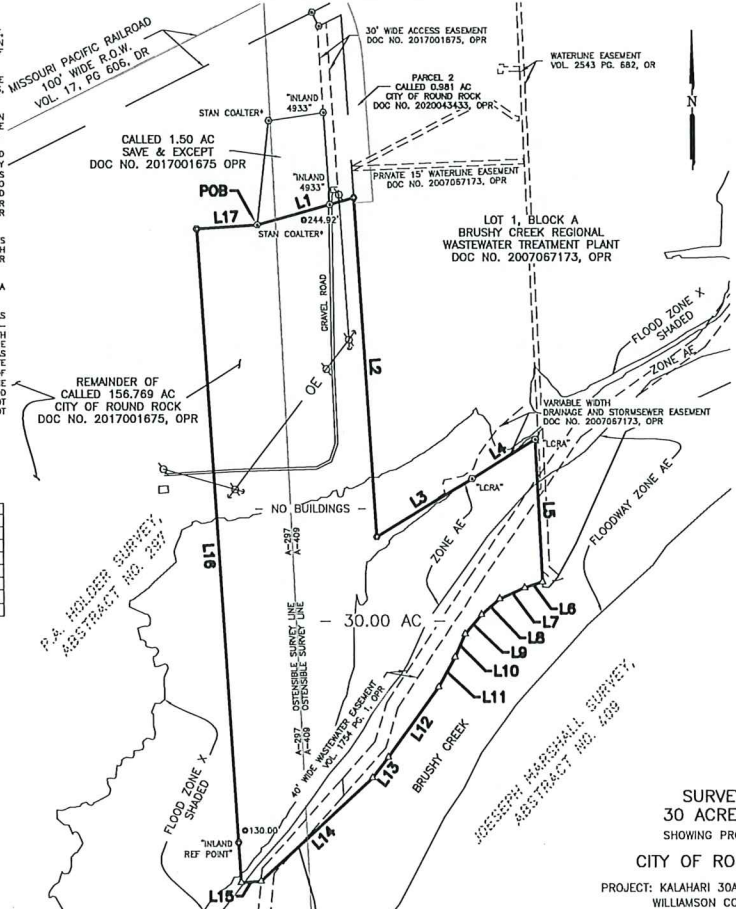 MISSOURI PACIFIC RAILROAD
100' WIDE R.O.W.
VOL. 17, PG 606, DR
30' WIDE ACCESS EASEMENT
DOC NO. 2017001675, OPR
WATERLINE EASEMENT
VOL. 2543 PG. 682, OR
PARCEL 2
CALLED 0.981 AC
CITY OF ROUND ROCK
DOC NO. 2020043433, OPR
N
"INLAND
4933"
STAN COALTER*
CALLED 1.50 AC
SAVE & EXCEPT
DOC NO. 2017001675 OPR
"INLAND
4933"
PRIVATE 15' WATERLINE EASEMENT
DOC NO. 2007067173, OPR
POB
L1
L17
244.92'
STAN COALTER*
LOT 1, BLOCK A
BRUSHY CREEK REGIONAL
WASTEWATER TREATMENT PLANT
DOC NO. 2007067173, OPR
GRAVEL ROAD
FLOOD ZONE X
SHADED
ZONE AE
L2
OE
REMAINDER OF
CALLED 156.769 AC
CITY OF ROUND ROCK
DOC NO. 2017001675, OPR
VARIABLE WIDTH
DRAINAGE AND STORMSEWER EASEMENT
DOC NO. 2007067173, OPR
"LCRA"
L4
L3
"LCRA"
L5
FLOODWAY ZONE AE
NO BUILDINGS
ZONE AE
A-297
A-409
L16
P.A. HOLDER SURVEY,
ABSTRACT NO. 297
OSTENSIBLE SURVEY LINE
OSTENSIBLE SURVEY LINE
30.00 AC
L6
L7
L8
L9
L10
L11
L12
L13
L14
L15
A-297
A-409
40' WIDE WASTEWATER EASEMENT
VOL. 1754 PG. 1, OPR
BRUSHY CREEK
JOESEPH MARSHALL SURVEY,
ABSTRACT NO. 409
FLOOD ZONE X
SHADED
130.00'
"INLAND
REF POINT"
SURVE
30 ACRE
SHOWING PRO
CITY OF RO
PROJECT: KALAHARI 30A
WILLIAMSON CO